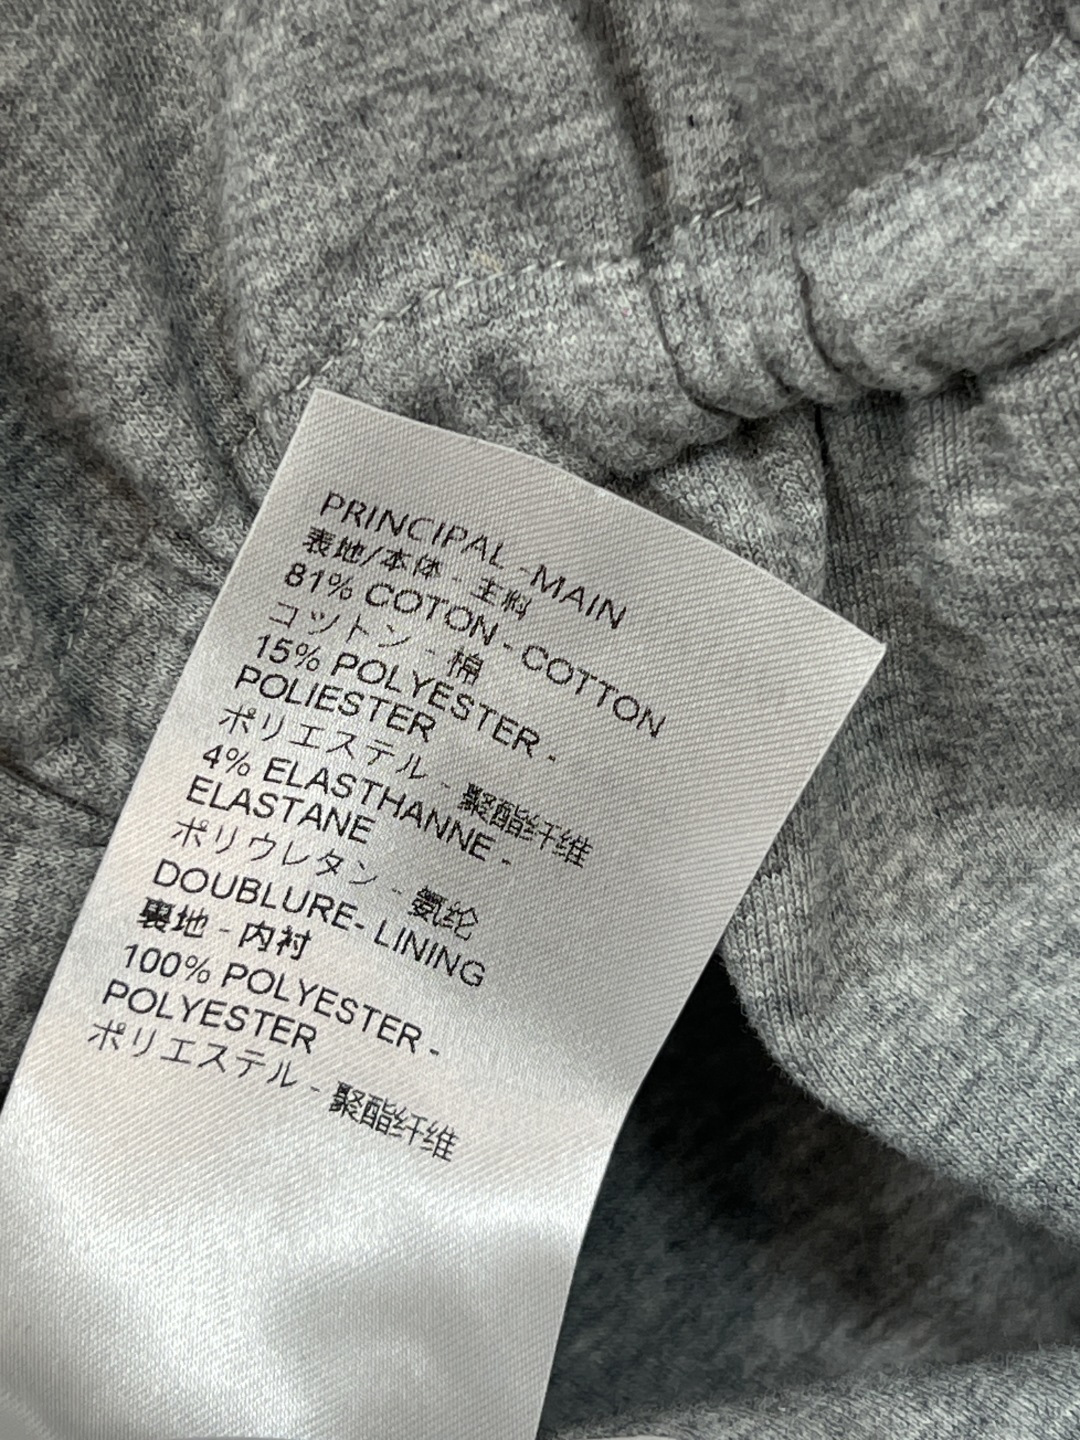 PRINCIPAL -MAIN
表地/本体 - 主料
81% COTON - COTTON
コットン - 棉
15% POLYESTER -
POLIESTER
ポリエステル - 聚酯纤维
4% ELASTHANNE -
ELASTANE
ポリウレタン - 氨纶
DOUBLURE- LINING
裏地 - 内衬
100% POLYESTER -
POLYESTER
ポリエステル - 聚酯纤维